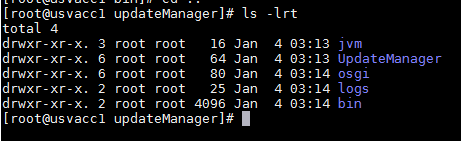 [root@usvacc1 updateManager]# ls -lrt
total 4
drwxr-xr-x. 3 root root   16 Jan  4 03:13 jvm
drwxr-xr-x. 6 root root   64 Jan  4 03:13 UpdateManager
drwxr-xr-x. 6 root root   80 Jan  4 03:14 osgi
drwxr-xr-x. 2 root root   25 Jan  4 03:14 logs
drwxr-xr-x. 2 root root 4096 Jan  4 03:14 bin
[root@usvacc1 updateManager]#